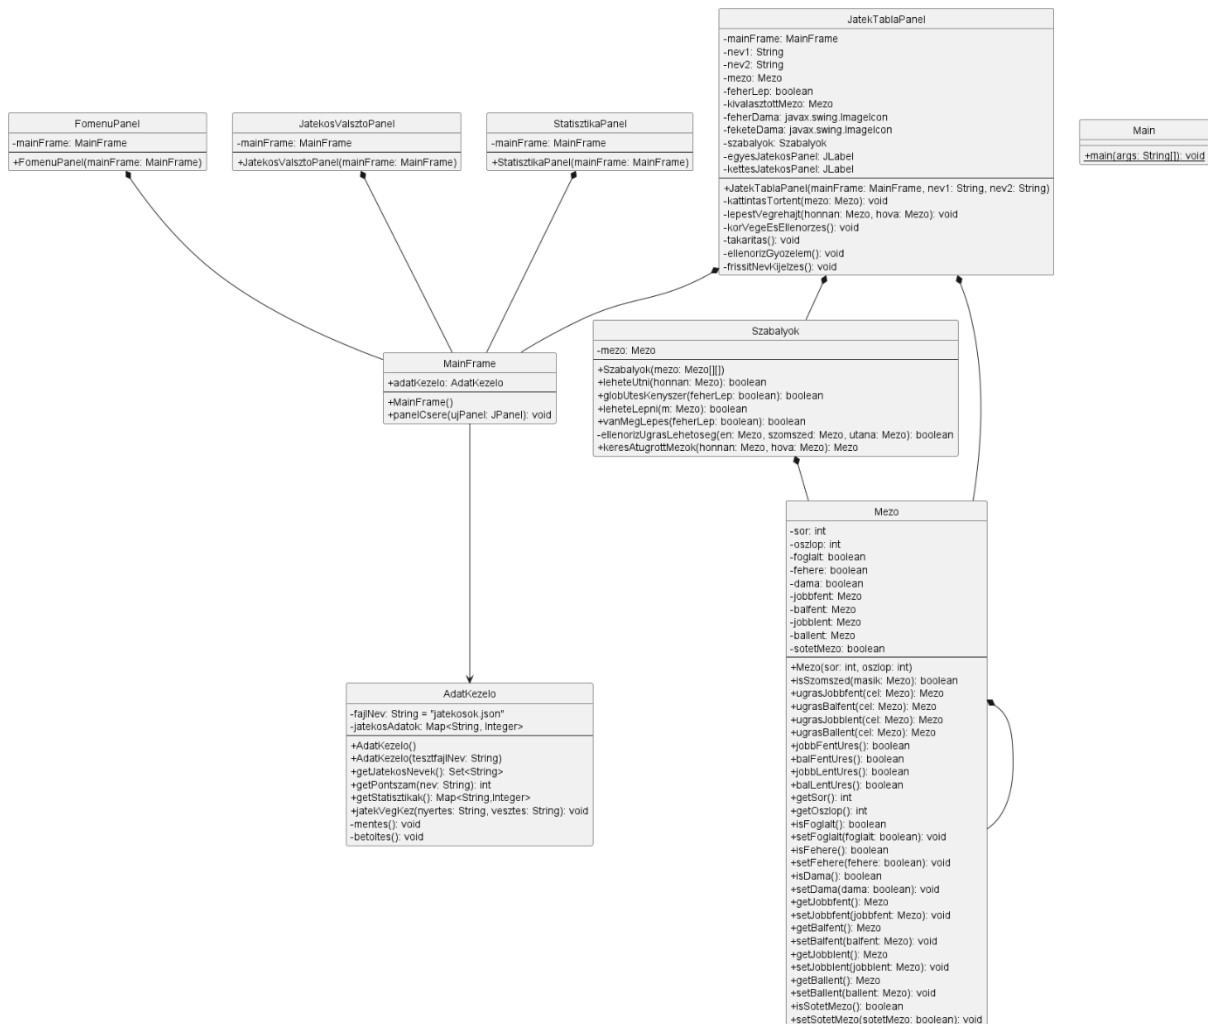 JatekTablaPanel
-mainFrame: MainFrame
-nev1: String
-nev2: String
-mezo: Mezo
-feherLep: boolean
-kivalasztottMezo: Mezo
-feherDama: javax.swing.ImageIcon
-feketeDama: javax.swing.ImageIcon
-szabalyok: Szabalyok
-egyesJatekosPanel: JLabel
-kettesJatekosPanel: JLabel
+JatekTablaPanel(mainFrame: MainFrame, nev1: String, nev2: String)
-kattintasTortent(mezo: Mezo): void
-lepestVegrehajt(honnan: Mezo, hova: Mezo): void
-korVegeEsEllenorzes(): void
-takaritas(): void
-ellenorizGyozelem(): void
-frissitNevKijelzes(): void
FomenuPanel
-mainFrame: MainFrame
+FomenuPanel(mainFrame: MainFrame)
JatekosValsztoPanel
-mainFrame: MainFrame
+JatekosValsztoPanel(mainFrame: MainFrame)
StatisztikaPanel
-mainFrame: MainFrame
+StatisztikaPanel(mainFrame: MainFrame)
Main
+main(args: String[]): void
MainFrame
+adatKezelo: AdatKezelo
+MainFrame()
+panelCsere(ujPanel: JPanel): void
Szabalyok
-mezo: Mezo
+Szabalyok(mezo: Mezo[][])
+leheteUtni(honnan: Mezo): boolean
+globUtesKenyszer(feherLep: boolean): boolean
+leheteLepni(m: Mezo): boolean
+vanMegLepes(feherLep: boolean): boolean
-ellenorizUgrasLehetoseg(en: Mezo, szomszed: Mezo, utana: Mezo): boolean
+keresAtugrottMezok(honnan: Mezo, hova: Mezo): Mezo
Mezo
-sor: int
-oszlop: int
-foglalt: boolean
-fehere: boolean
-dama: boolean
-jobbfent: Mezo
-balfent: Mezo
-jobblent: Mezo
-ballent: Mezo
-sotetMezo: boolean
+Mezo(sor: int, oszlop: int)
+isSzomszed(masik: Mezo): boolean
+ugrasJobbfent(cel: Mezo): Mezo
+ugrasBalfent(cel: Mezo): Mezo
+ugrasJobblent(cel: Mezo): Mezo
+ugrasBallent(cel: Mezo): Mezo
+jobbFentUres(): boolean
+balFentUres(): boolean
+jobbLentUres(): boolean
+balLentUres(): boolean
+getSor(): int
+getOszlop(): int
+isFoglalt(): boolean
+setFoglalt(foglalt: boolean): void
+isFehere(): boolean
+setFehere(fehere: boolean): void
+isDama(): boolean
+setDama(dama: boolean): void
+getJobbfent(): Mezo
+setJobbfent(jobbfent: Mezo): void
+getBalfent(): Mezo
+setBalfent(balfent: Mezo): void
+getJobblent(): Mezo
+setJobblent(jobblent: Mezo): void
+getBallent(): Mezo
+setBallent(ballent: Mezo): void
+isSotetMezo(): boolean
+setSotetMezo(sotetMezo: boolean): void
AdatKezelo
-fajlNev: String = "jatekosok.json"
-jatekosAdatok: Map<String, Integer>
+AdatKezelo()
+AdatKezelo(tesztfajlNev: String)
+getJatekosNevek(): Set<String>
+getPontszam(nev: String): int
+getStatisztikak(): Map<String,Integer>
+jatekVegKez(nyertes: String, vesztes: String): void
-mentes(): void
-betoltes(): void